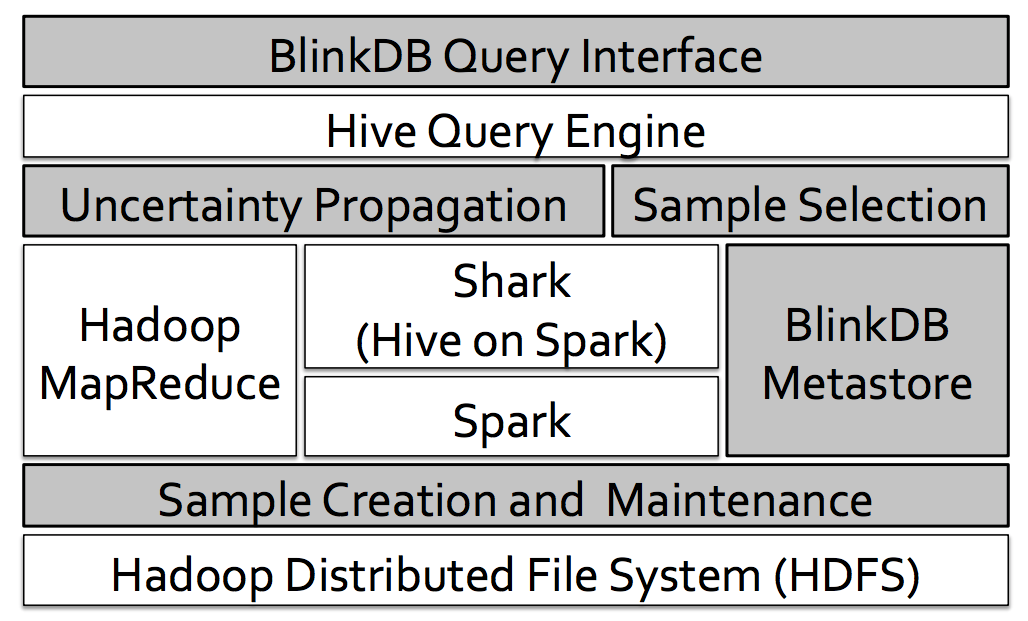 BlinkDB Query Interface
Hive Query Engine
Uncertainty Propagation
Sample Selection
Hadoop
MapReduce
Shark
(Hive on Spark)
Spark
BlinkDB
Metastore
Sample Creation and  Maintenance
Hadoop Distributed File System (HDFS)